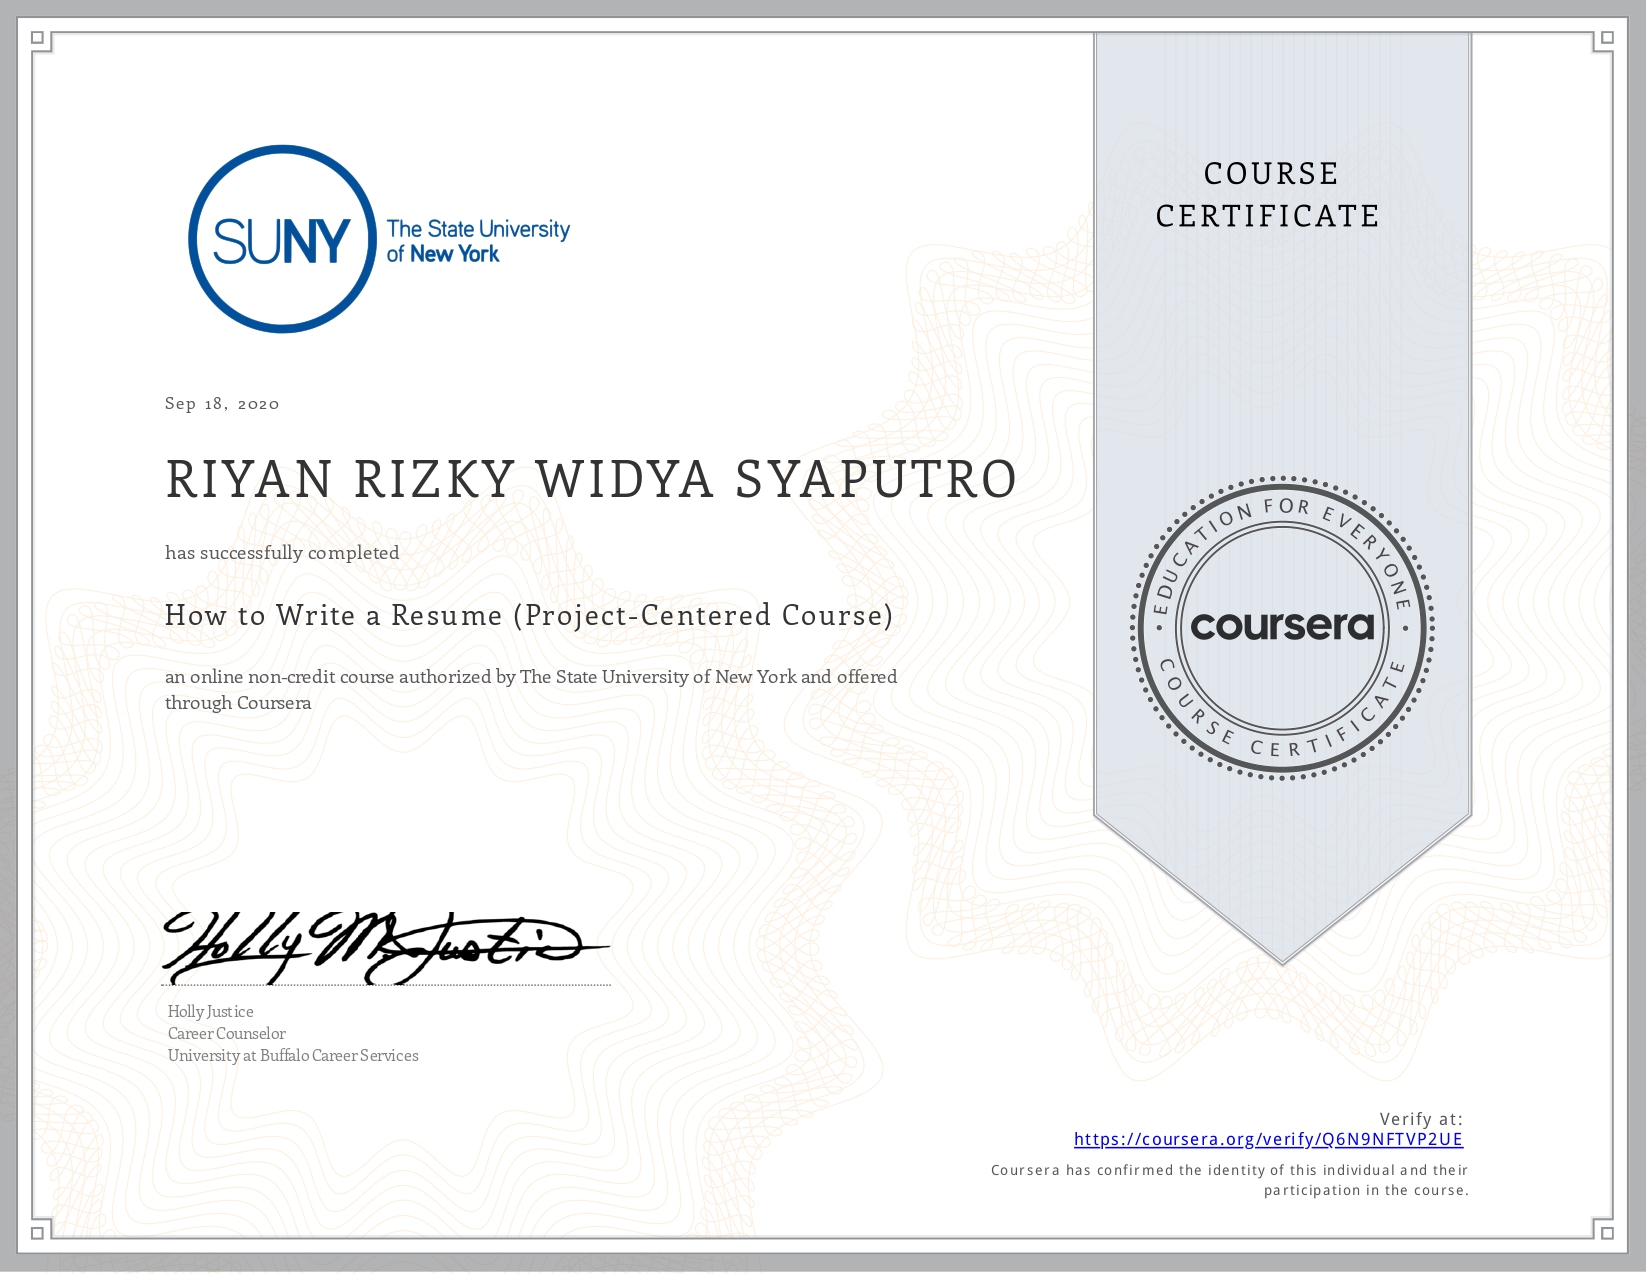 SUNY
The State University
of New York
COURSE
CERTIFICATE
Sep 18, 2020
RIYAN RIZKY WIDYA SYAPUTRO
has successfully completed
How to Write a Resume (Project-Centered Course)
an online non-credit course authorized by The State University of New York and offered
through Coursera
• EDUCATION FOR EVERYONE •
coursera
COURSE CERTIFICATE
Holly M. Justice
Holly Justice
Career Counselor
University at Buffalo Career Services
Verify at:
https://coursera.org/verify/Q6N9NFTVP2UE
Coursera has confirmed the identity of this individual and their
participation in the course.